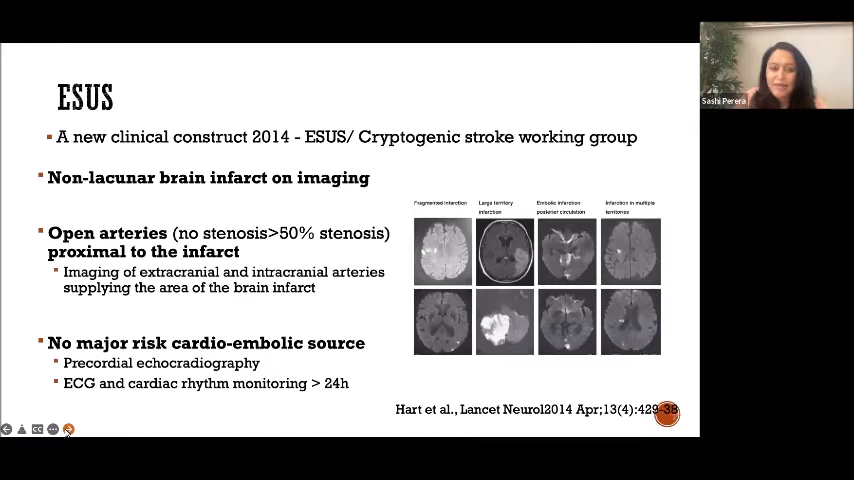 ESUS
A new clinical construct 2014 - ESUS/ Cryptogenic stroke working group
Non-lacunar brain infarct on imaging
Open arteries (no stenosis>50% stenosis)
proximal to the infarct
Imaging of extracranial and intracranial arteries
supplying the area of the brain infarct
No major risk cardio-embolic source
Precordial echocradiography
ECG and cardiac rhythm monitoring > 24h
Fragmented infarction
Large territory
infarction
Embolic infarction
posterior circulation
Infarction in multiple
territories
Hart et al., Lancet Neurol2014 Apr;13(4):429-38
CC
Sashi Perera